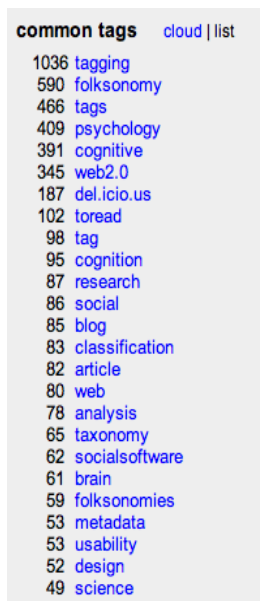 common tags cloud | list
1036 tagging
590 folksonomy
466 tags
409 psychology
391 cognitive
345 web2.0
187 del.icio.us
102 toread
98 tag
95 cognition
87 research
86 social
85 blog
83 classification
82 article
80 web
78 analysis
65 taxonomy
62 socialsoftware
61 brain
59 folksonomies
53 metadata
53 usability
52 design
49 science